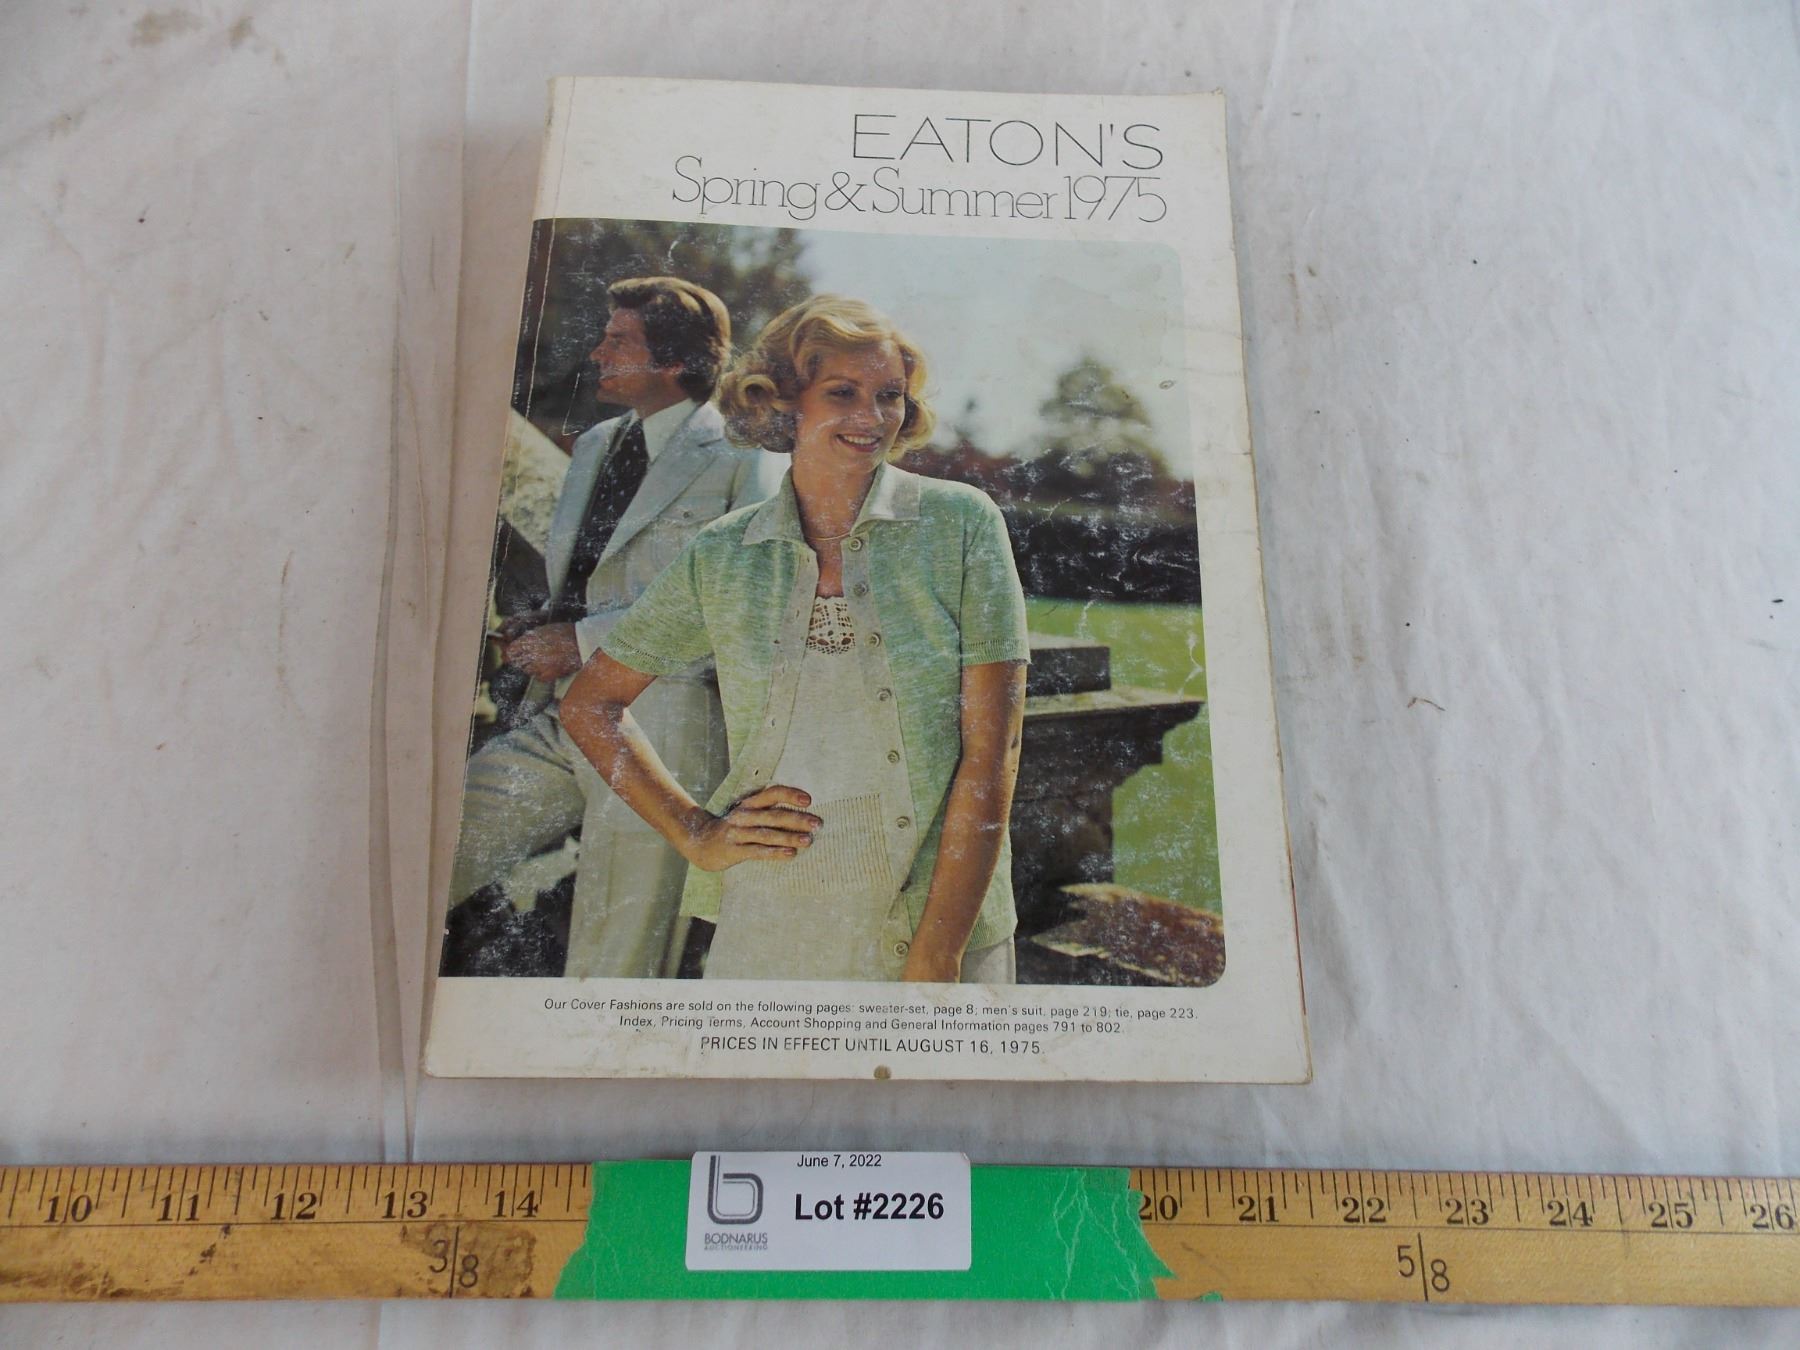 EATON'S
Spring & Summer 1975
Our Cover Fashions are sold on the following pages: sweater-set, page 8; men's suit, page 219; tie, page 223.
Index, Pricing Terms, Account Shopping and General Information pages 791 to 802.
PRICES IN EFFECT UNTIL AUGUST 16, 1975.
June 7, 2022
b
Lot #2226
BODNARUS
AUCTIONEERING
10 11 12 13 14 20 21 22 23 24 25 26
3/8 5/8